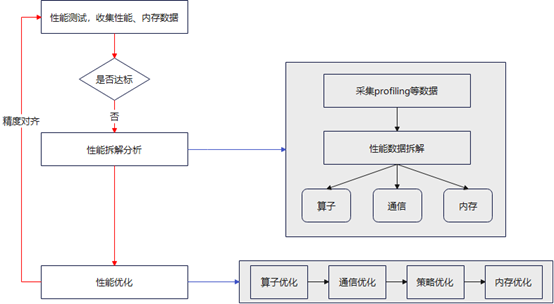 性能测试，收集性能、内存数据
是否达标
否
精度对齐
性能拆解分析
性能优化
采集profiling等数据
性能数据拆解
算子
通信
内存
算子优化
通信优化
策略优化
内存优化